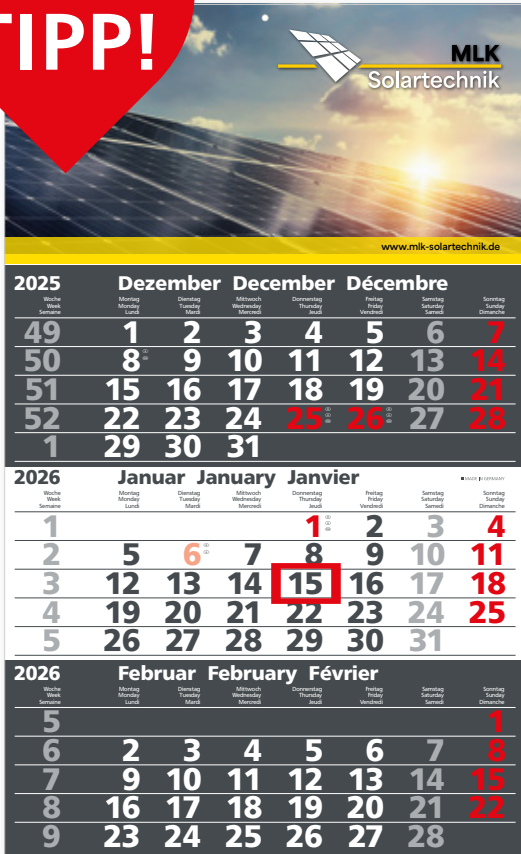 TIPP!
MLK
Solartechnik
www.mlk-solartechnik.de
2025 Dezember December Décembre
Woche Montag Dienstag Mittwoch Donnerstag Freitag Samstag Sonntag
Week Monday Tuesday Wednesday Thursday Friday Saturday Sunday
Semaine Lundi Mardi Mercredi Jeudi Vendredi Samedi Dimanche
49 1 2 3 4 5 6 7
50 8 9 10 11 12 13 14
51 15 16 17 18 19 20 21
52 22 23 24 25 26 27 28
1 29 30 31
2026 Januar January Janvier
MADE IN GERMANY
Woche Montag Dienstag Mittwoch Donnerstag Freitag Samstag Sonntag
Week Monday Tuesday Wednesday Thursday Friday Saturday Sunday
Semaine Lundi Mardi Mercredi Jeudi Vendredi Samedi Dimanche
1 1 2 3 4
2 5 6 7 8 9 10 11
3 12 13 14 15 16 17 18
4 19 20 21 22 23 24 25
5 26 27 28 29 30 31
2026 Februar February Février
Woche Montag Dienstag Mittwoch Donnerstag Freitag Samstag Sonntag
Week Monday Tuesday Wednesday Thursday Friday Saturday Sunday
Semaine Lundi Mardi Mercredi Jeudi Vendredi Samedi Dimanche
5 1
6 2 3 4 5 6 7 8
7 9 10 11 12 13 14 15
8 16 17 18 19 20 21 22
9 23 24 25 26 27 28